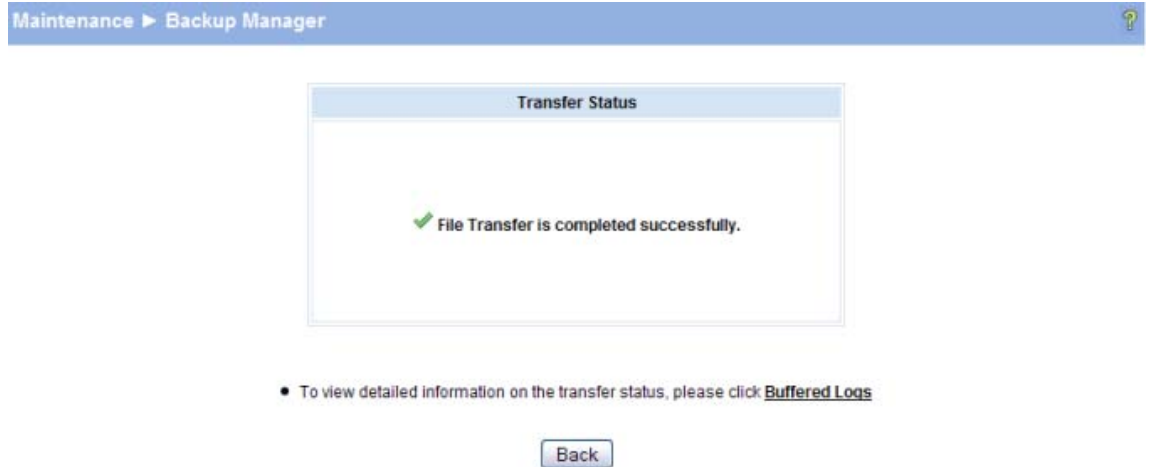 Maintenance ► Backup Manager ?
Transfer Status
File Transfer is completed successfully.
• To view detailed information on the transfer status, please click Buffered Logs
Back